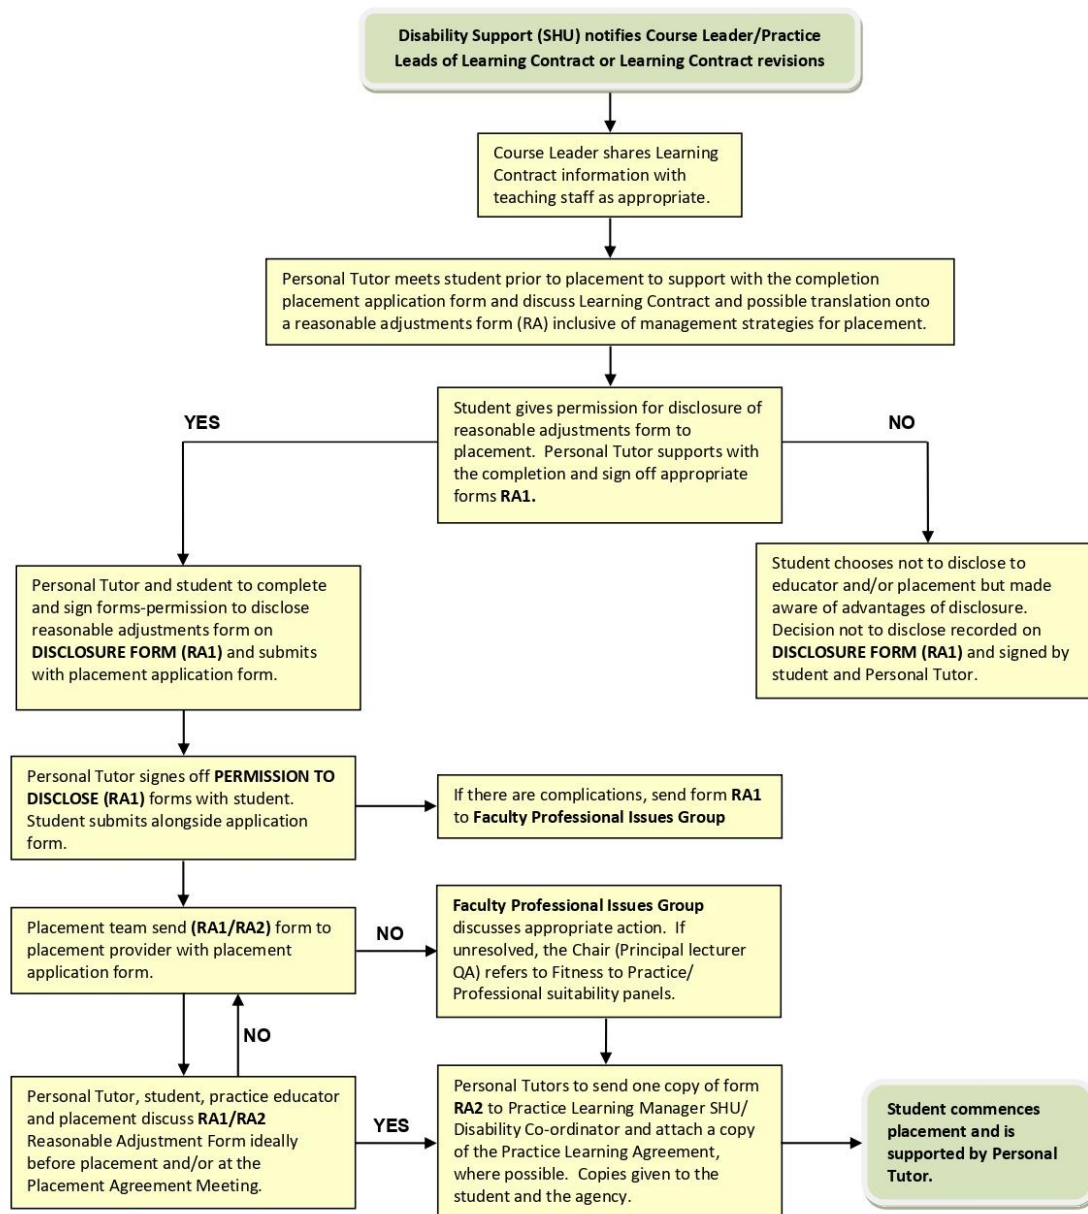 Disability Support (SHU) notifies Course Leader/Practice
Leads of Learning Contract or Learning Contract revisions
Course Leader shares Learning
Contract information with
teaching staff as appropriate.
Personal Tutor meets student prior to placement to support with the completion
placement application form and discuss Learning Contract and possible translation onto
a reasonable adjustments form (RA) inclusive of management strategies for placement.
Student gives permission for disclosure of
reasonable adjustments form to
placement. Personal Tutor supports with
the completion and sign off appropriate
forms RA1.
YES
NO
Personal Tutor and student to complete
and sign forms-permission to disclose
reasonable adjustments form on
DISCLOSURE FORM (RA1) and submits
with placement application form.
Student chooses not to disclose to
educator and/or placement but made
aware of advantages of disclosure.
Decision not to disclose recorded on
DISCLOSURE FORM (RA1) and signed by
student and Personal Tutor.
Personal Tutor signes off PERMISSION TO
DISCLOSE (RA1) forms with student.
Student submits alongside application
form.
If there are complications, send form RA1
to Faculty Professional Issues Group
Placement team send (RA1/RA2) form to
placement provider with placement
application form.
NO
Faculty Professional Issues Group
discusses appropriate action. If
unresolved, the Chair (Principal lecturer
QA) refers to Fitness to Practice/
Professional suitability panels.
NO
Personal Tutor, student, practice educator
and placement discuss RA1/RA2
Reasonable Adjustment Form ideally
before placement and/or at the
Placement Agreement Meeting.
YES
Personal Tutors to send one copy of form
RA2 to Practice Learning Manager SHU/
Disability Co-ordinator and attach a copy
of the Practice Learning Agreement,
where possible. Copies given to the
student and the agency.
Student commences
placement and is
supported by Personal
Tutor.